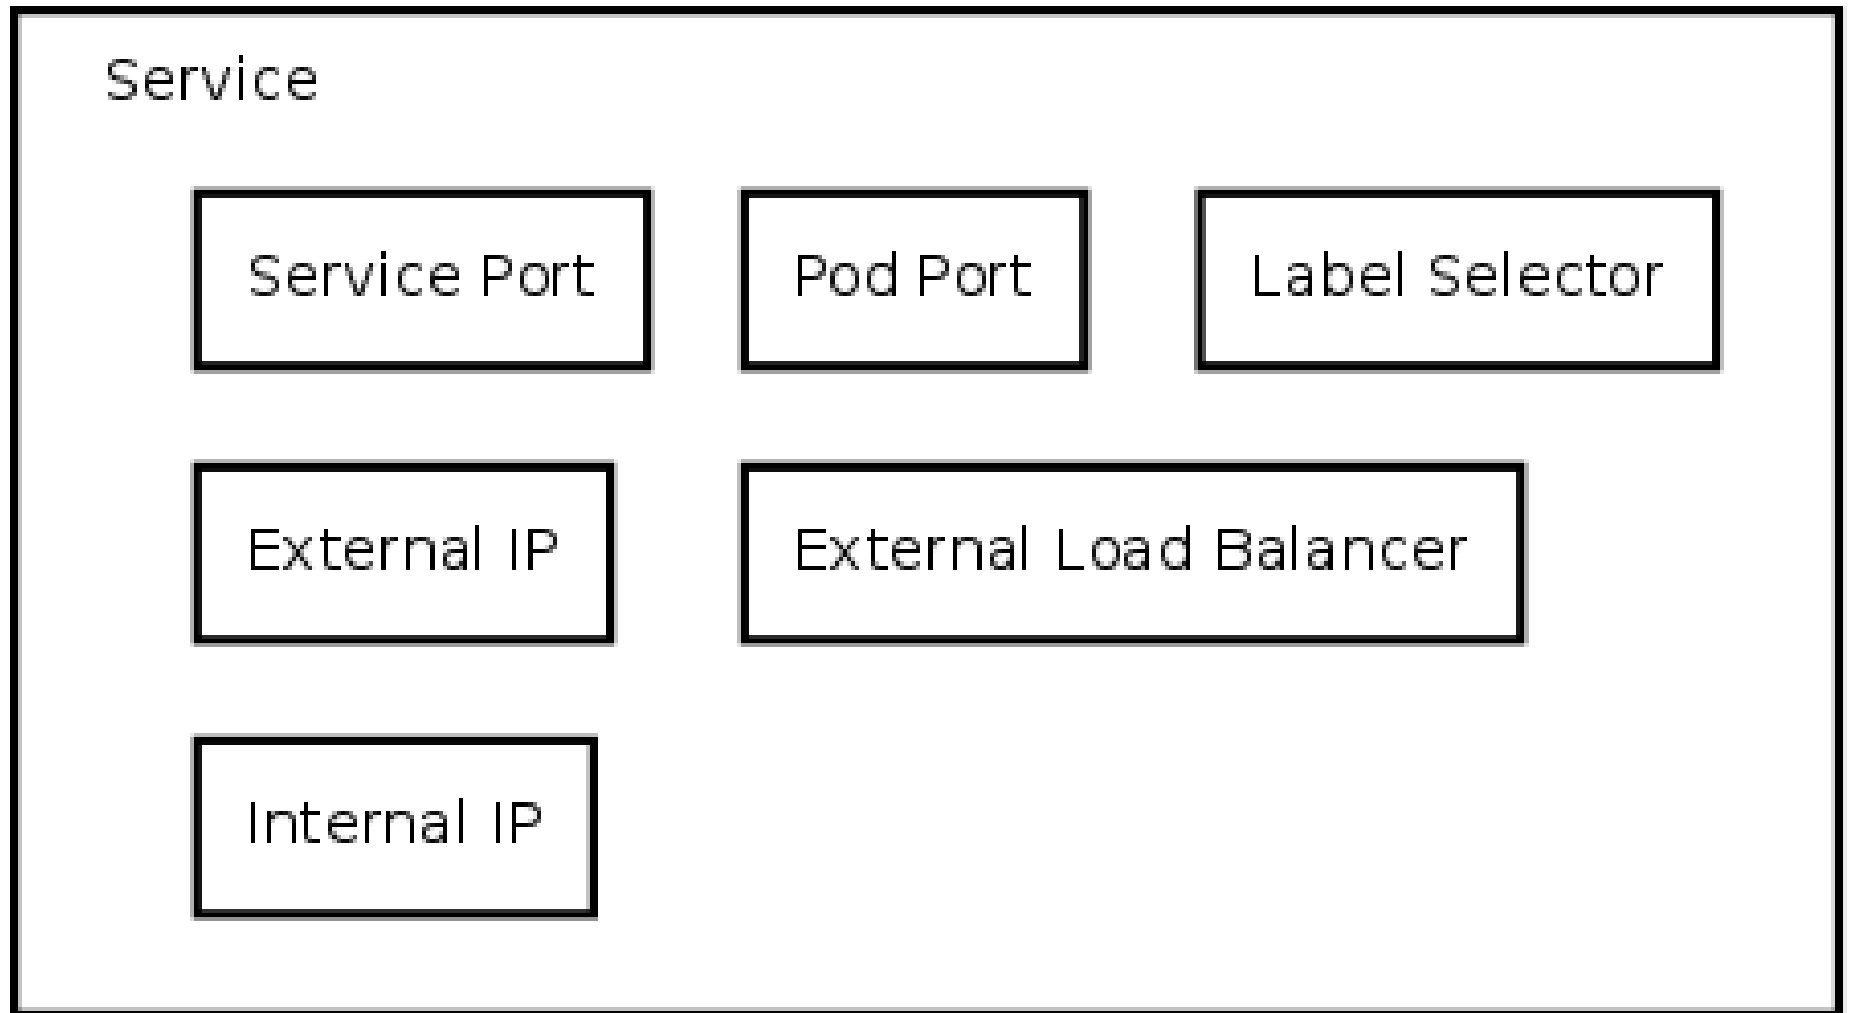 Service
Service Port Pod Port Label Selector
External IP External Load Balancer
Internal IP